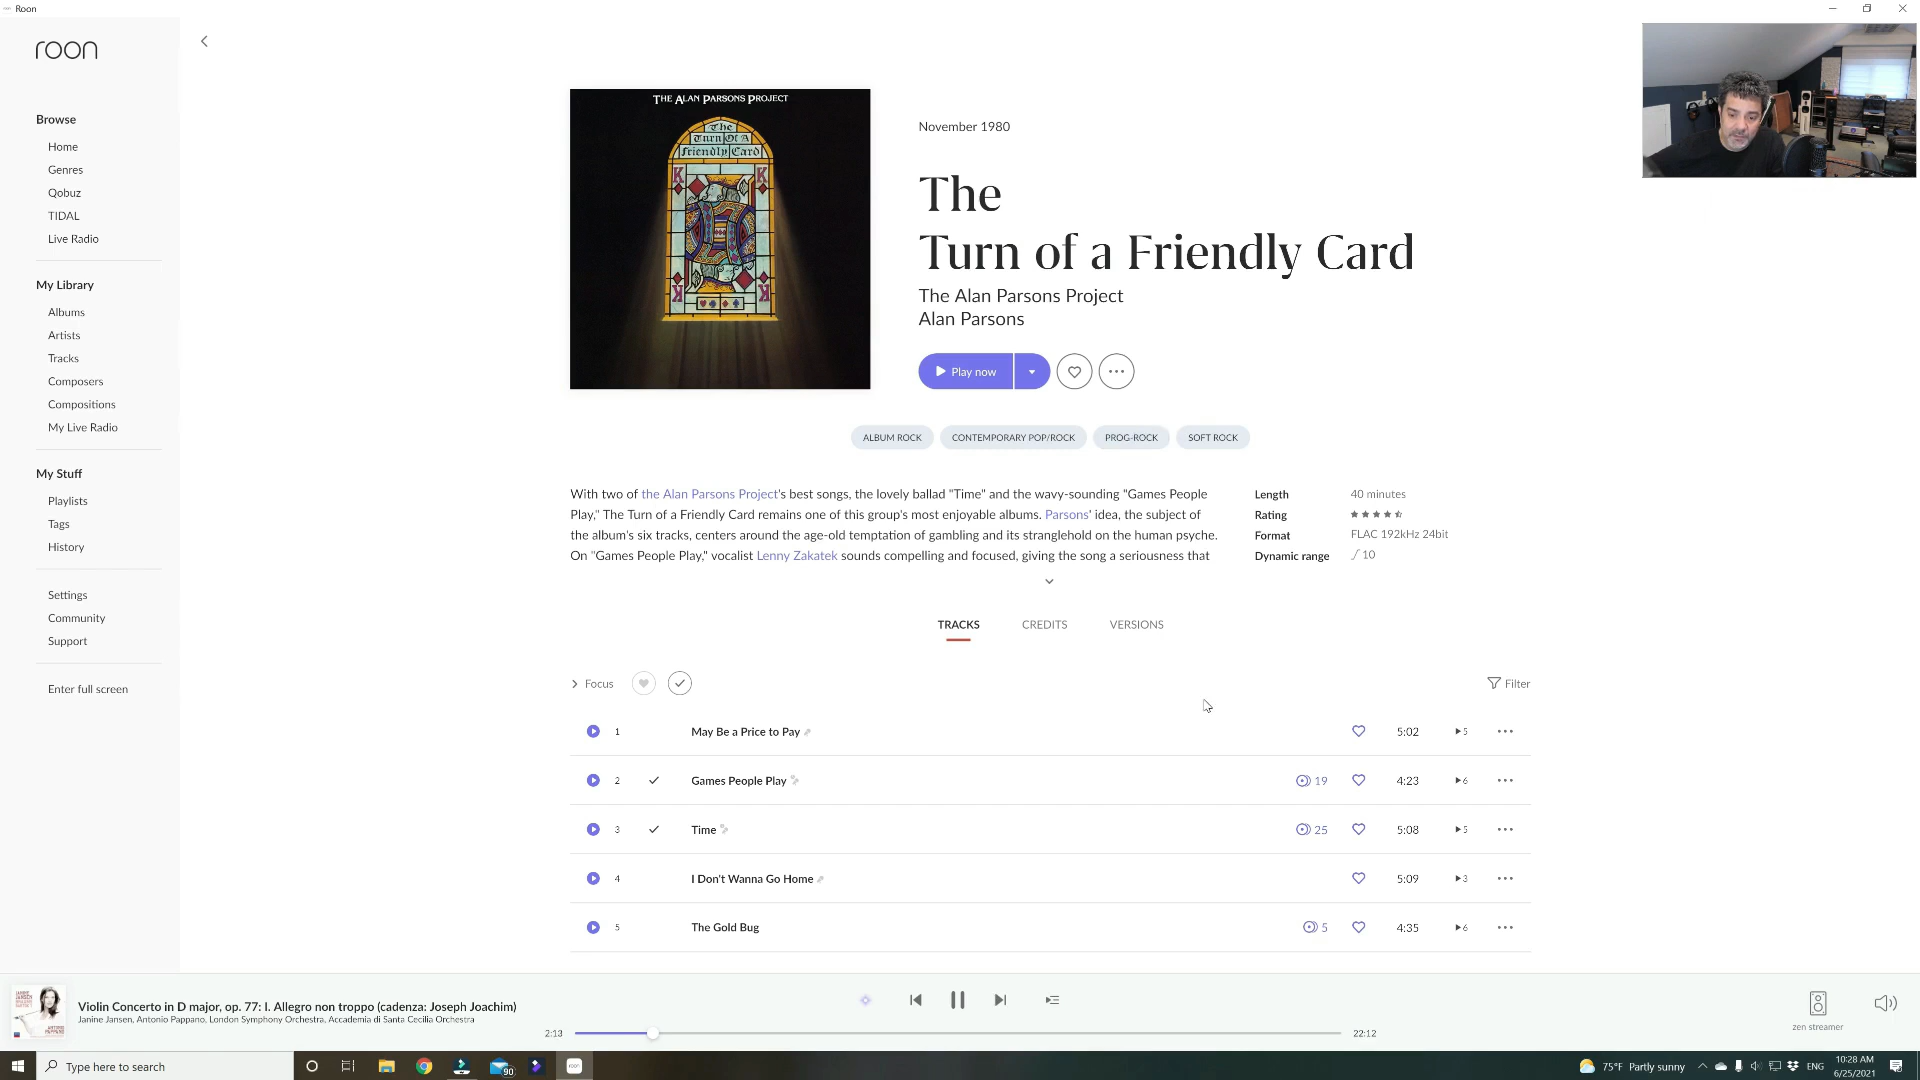 Roon
roon
Browse
Home
Genres
Qobuz
TIDAL
Live Radio
My Library
Albums
Artists
Tracks
Composers
Compositions
My Live Radio
My Stuff
Playlists
Tags
History
Settings
Community
Support
Enter full screen
THE ALAN PARSONS PROJECT
The
Turn Of A
Friendly Card
K K
K K
November 1980
The
Turn of a Friendly Card
The Alan Parsons Project
Alan Parsons
Play now
ALBUM ROCK CONTEMPORARY POP/ROCK PROG-ROCK SOFT ROCK
With two of the Alan Parsons Project's best songs, the lovely ballad "Time" and the wavy-sounding "Games People
Play," The Turn of a Friendly Card remains one of this group's most enjoyable albums. Parsons' idea, the subject of
the album's six tracks, centers around the age-old temptation of gambling and its stranglehold on the human psyche.
On "Games People Play," vocalist Lenny Zakatek sounds compelling and focused, giving the song a seriousness that
Length 40 minutes
Rating
Format FLAC 192kHz 24bit
Dynamic range 10
TRACKS CREDITS VERSIONS
Focus Filter
1 May Be a Price to Pay 5:02 5
2 Games People Play 19 4:23 6
3 Time 25 5:08 5
4 I Don't Wanna Go Home 5:09 3
5 The Gold Bug 5 4:35 6
Violin Concerto in D major, op. 77: I. Allegro non troppo (cadenza: Joseph Joachim)
Janine Jansen, Antonio Pappano, London Symphony Orchestra, Accademia di Santa Cecilia Orchestra
2:13 22:12
zen streamer
Type here to search
90
roon
75°F Partly sunny
ENG
10:28 AM
6/25/2021